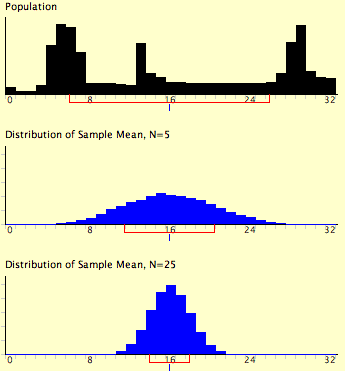 Population
0 8 16 24 32
Distribution of Sample Mean, N=5
0 8 16 24 32
Distribution of Sample Mean, N=25
0 8 16 24 32